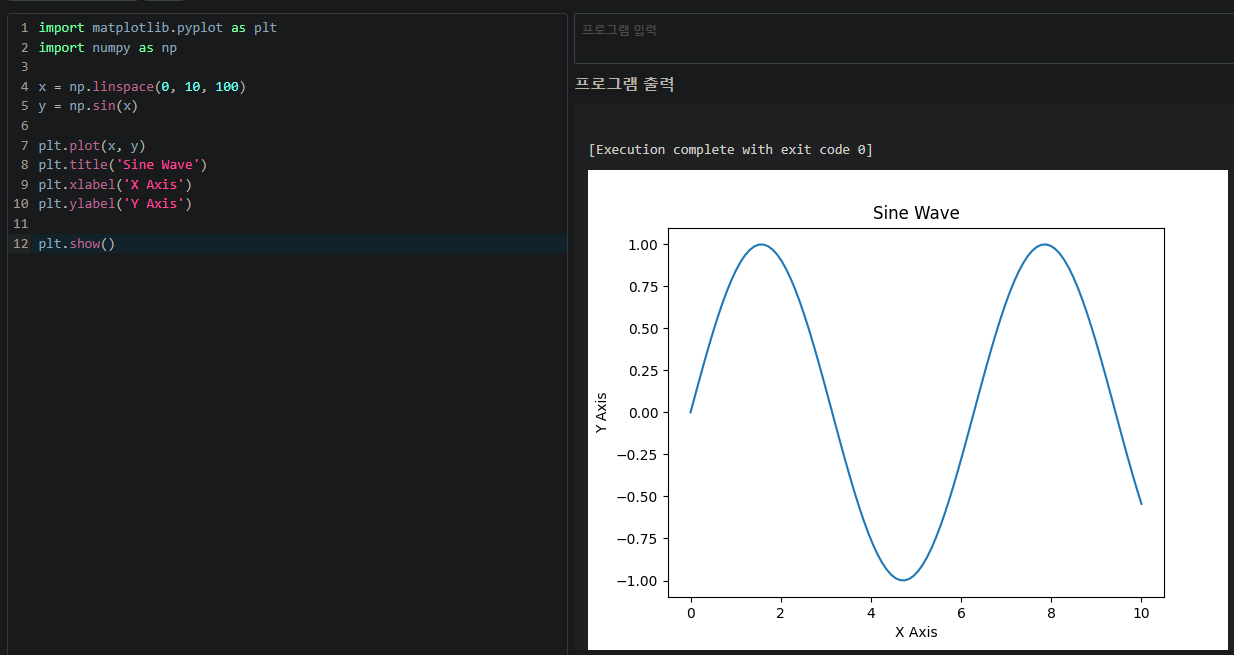 1 import matplotlib.pyplot as plt
2 import numpy as np
3
4 x = np.linspace(0, 10, 100)
5 y = np.sin(x)
6
7 plt.plot(x, y)
8 plt.title('Sine Wave')
9 plt.xlabel('X Axis')
10 plt.ylabel('Y Axis')
11
12 plt.show()
프로그램 입력
프로그램 출력
[Execution complete with exit code 0]
Sine Wave
1.00
0.75
0.50
0.25
0.00
−0.25
−0.50
−0.75
−1.00
Y Axis
0 2 4 6 8 10
X Axis